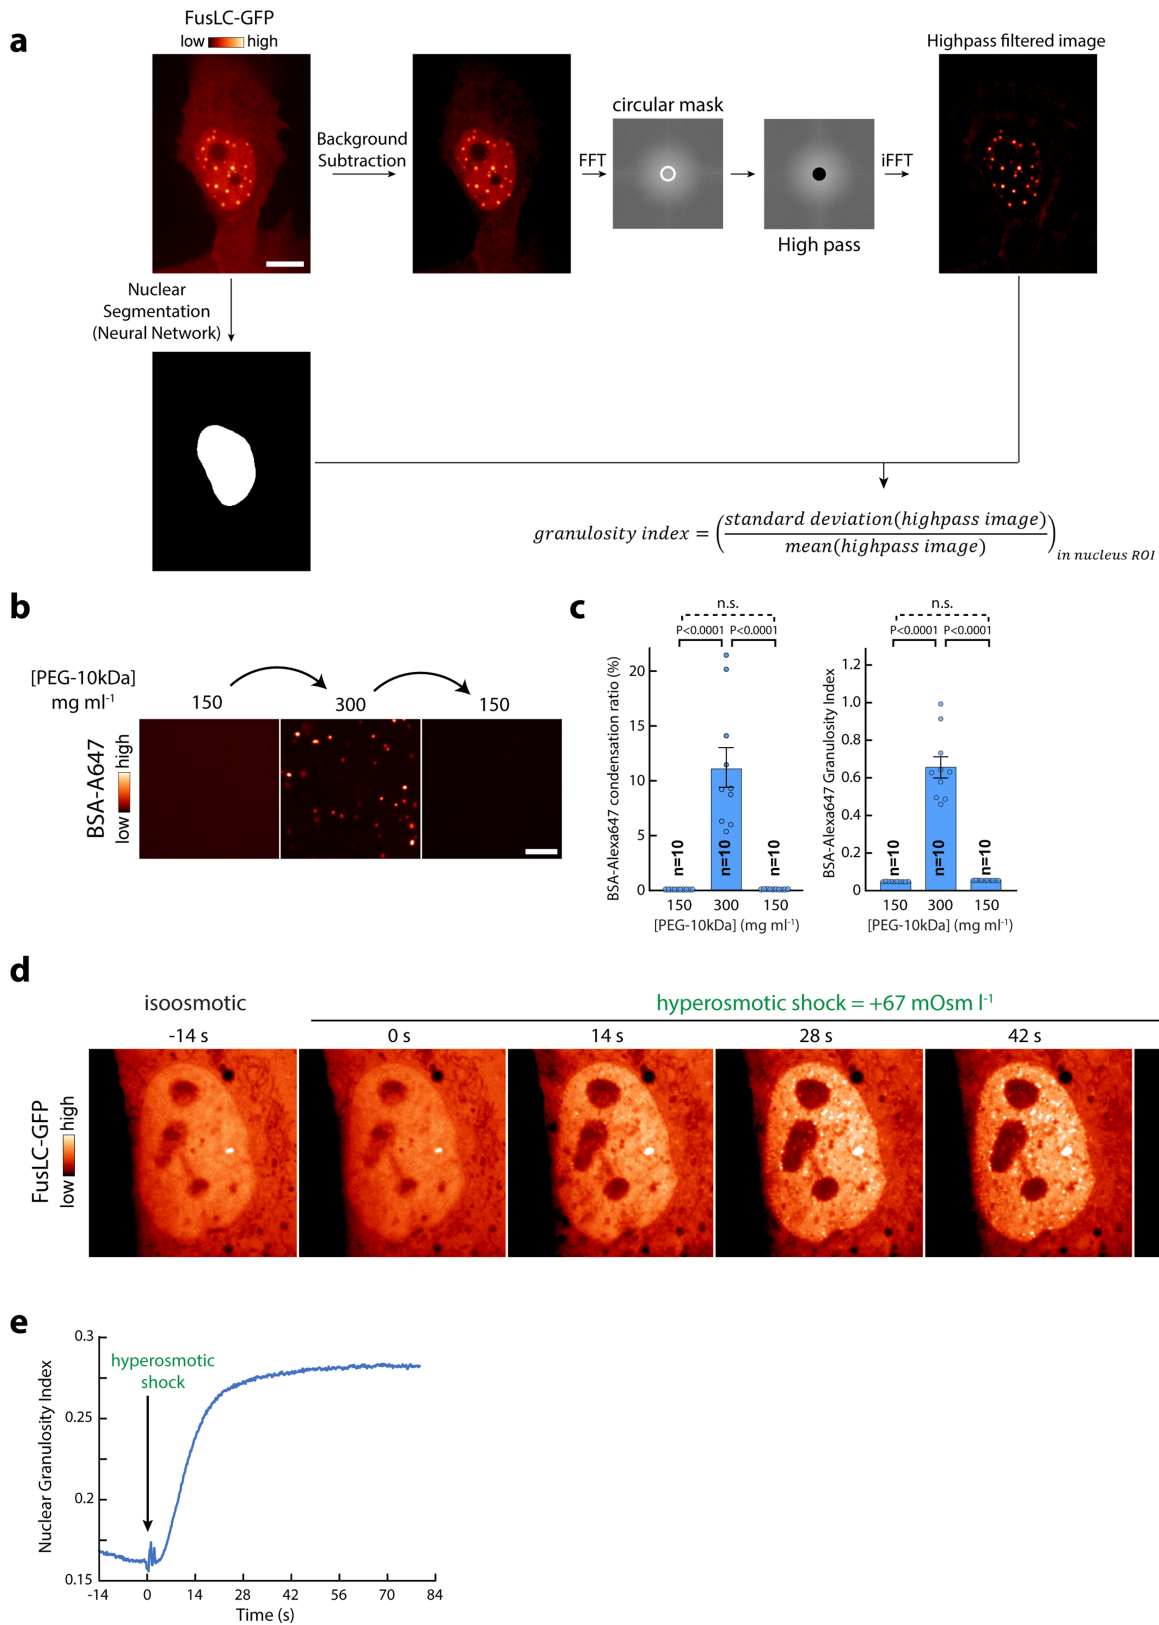 a
FusLC-GFP
low high
Highpass filtered image
Background
Subtraction
circular mask
FFT
iFFT
High pass
Nuclear
Segmentation
(Neural Network)
granulosity index = (standard deviation(highpass image)
mean(highpass image)) in nucleus ROI
b
[PEG-10kDa]
mg ml-1
150 300 150
BSA-A647
low high
c
n.s.
P<0.0001 P<0.0001
BSA-Alexa647 condensation ratio (%)
20
15
10
5
0
n=10 n=10 n=10
150 300 150
[PEG-10kDa] (mg ml-1)
n.s.
P<0.0001 P<0.0001
BSA-Alexa647 Granulosity Index
1.2
1.0
0.8
0.6
0.4
0.2
0
n=10 n=10 n=10
150 300 150
[PEG-10kDa] (mg ml-1)
d
isoosmotic
hyperosmotic shock = +67 mOsm l-1
-14 s 0 s 14 s 28 s 42 s
FusLC-GFP
low high
e
Nuclear Granulosity Index
0.3
0.25
0.2
0.15
hyperosmotic
shock
-14 0 14 28 42 56 70 84
Time (s)